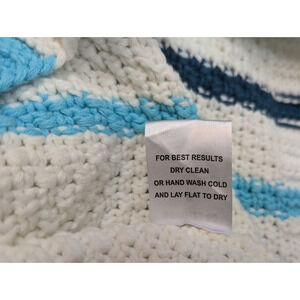 FOR BEST RESULTS
DRY CLEAN
OR HAND WASH COLD
AND LAY FLAT TO DRY